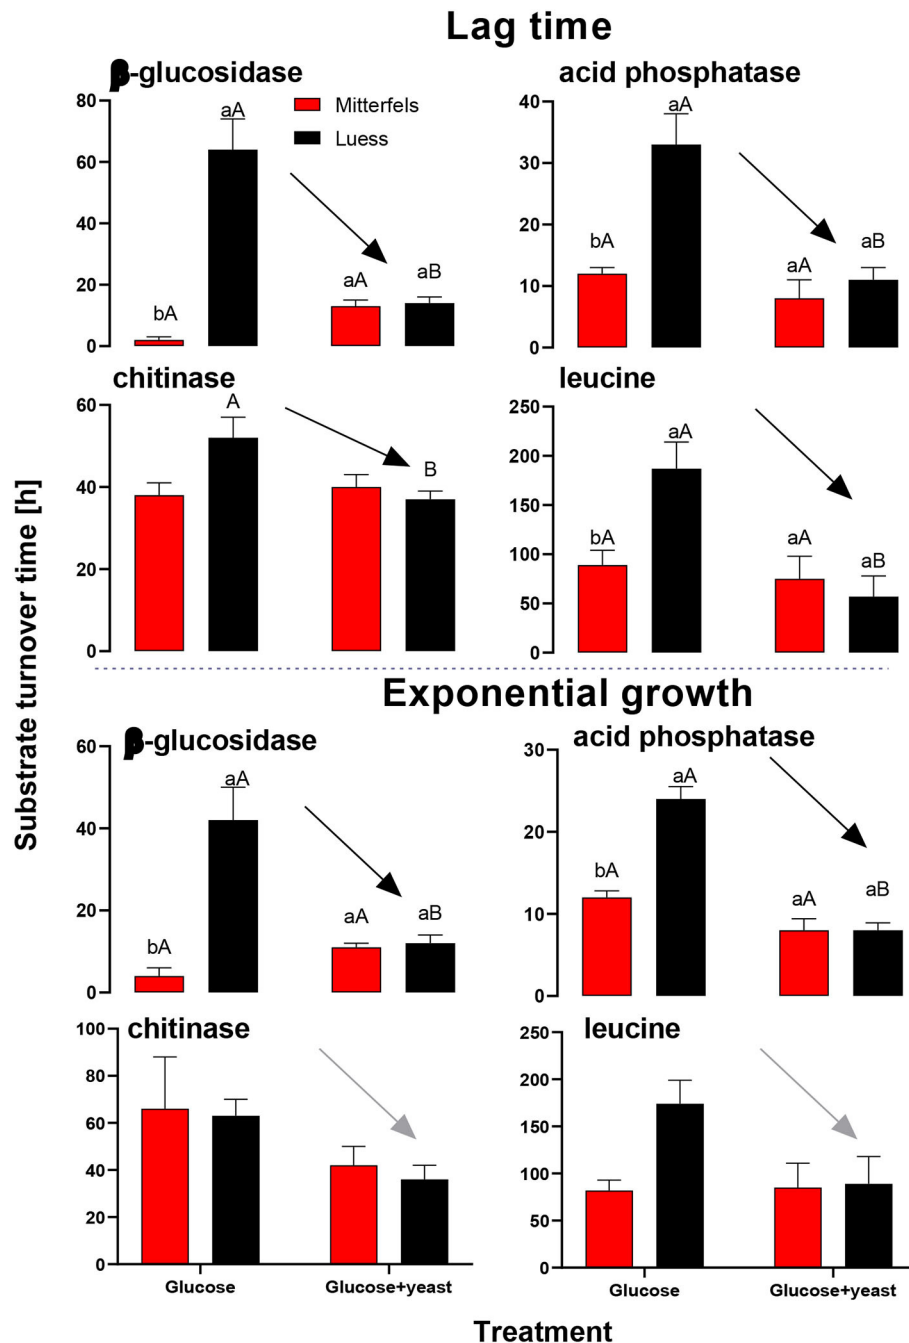 Lag time
β-glucosidase
acid phosphatase
80
60
40
20
0
aA
bA
aA
aB
Mitterfels
Luess
40
30
20
10
0
bA
aA
aA
aB
chitinase
leucine
60
40
20
0
A
B
250
200
150
100
50
0
bA
aA
aA
aB
Substrate turnover time [h]
Exponential growth
β-glucosidase
acid phosphatase
60
40
20
0
bA
aA
aA
aB
30
20
10
0
bA
aA
aA
aB
chitinase
leucine
100
80
60
40
20
0
Glucose
Glucose+yeast
250
200
150
100
50
0
Glucose
Glucose+yeast
Treatment